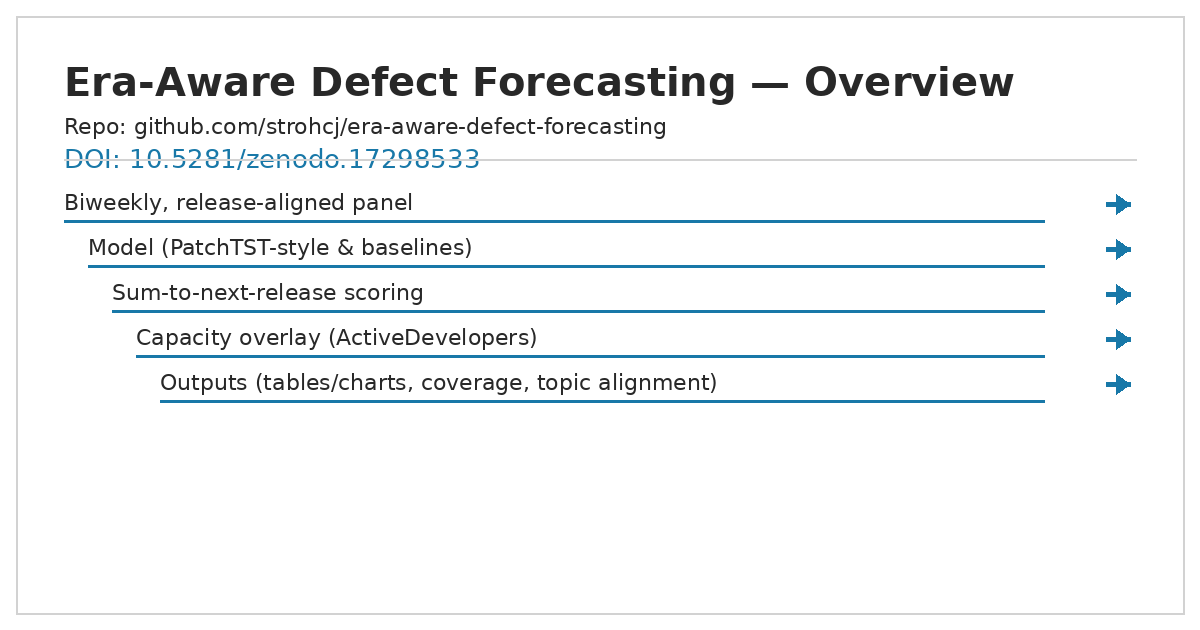 Era-Aware Defect Forecasting — Overview
Repo: github.com/strohcj/era-aware-defect-forecasting
DOI: 10.5281/zenodo.17298533
Biweekly, release-aligned panel
Model (PatchTST-style & baselines)
Sum-to-next-release scoring
Capacity overlay (ActiveDevelopers)
Outputs (tables/charts, coverage, topic alignment)